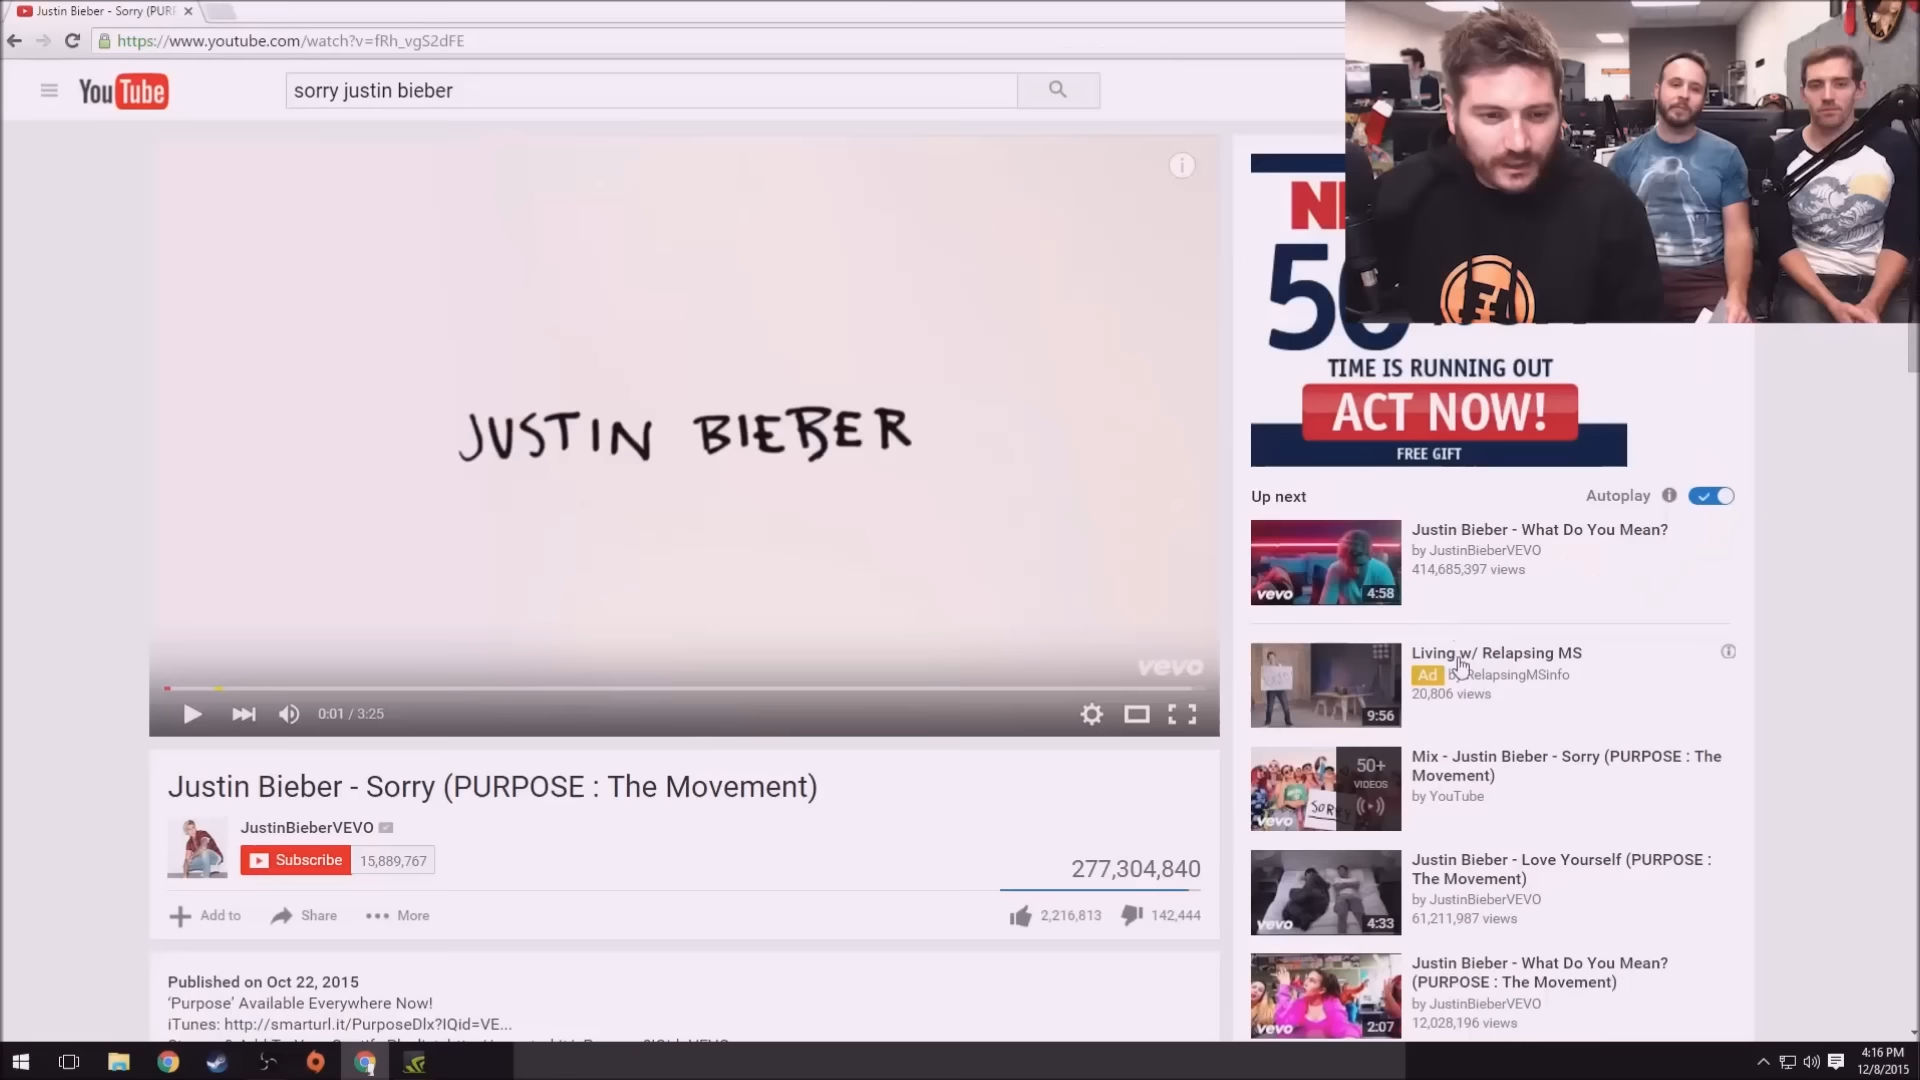 Justin Bieber - Sorry (PUR
https://www.youtube.com/watch?v=fRh_vgS2dFE
YouTube
sorry justin bieber
JUSTIN BIEBER
vevo
0:01 / 3:25
Justin Bieber - Sorry (PURPOSE : The Movement)
JustinBieberVEVO
Subscribe 15,889,767
277,304,840
Add to Share More 2,216,813 142,444
Published on Oct 22, 2015
‘Purpose’ Available Everywhere Now!
iTunes: http://smarturl.it/PurposeDlx?IQid=VE...
TIME IS RUNNING OUT
ACT NOW!
FREE GIFT
Up next Autoplay
Justin Bieber - What Do You Mean?
by JustinBieberVEVO
414,685,397 views
vevo 4:58
Living w/ Relapsing MS
Ad RelapsingMSinfo
20,806 views
9:56
Mix - Justin Bieber - Sorry (PURPOSE : The
Movement)
by YouTube
50+
VIDEOS
SORRY
vevo
Justin Bieber - Love Yourself (PURPOSE :
The Movement)
by JustinBieberVEVO
61,211,987 views
vevo 4:33
Justin Bieber - What Do You Mean?
(PURPOSE : The Movement)
by JustinBieberVEVO
12,028,196 views
vevo 2:07
4:16 PM
12/8/2015